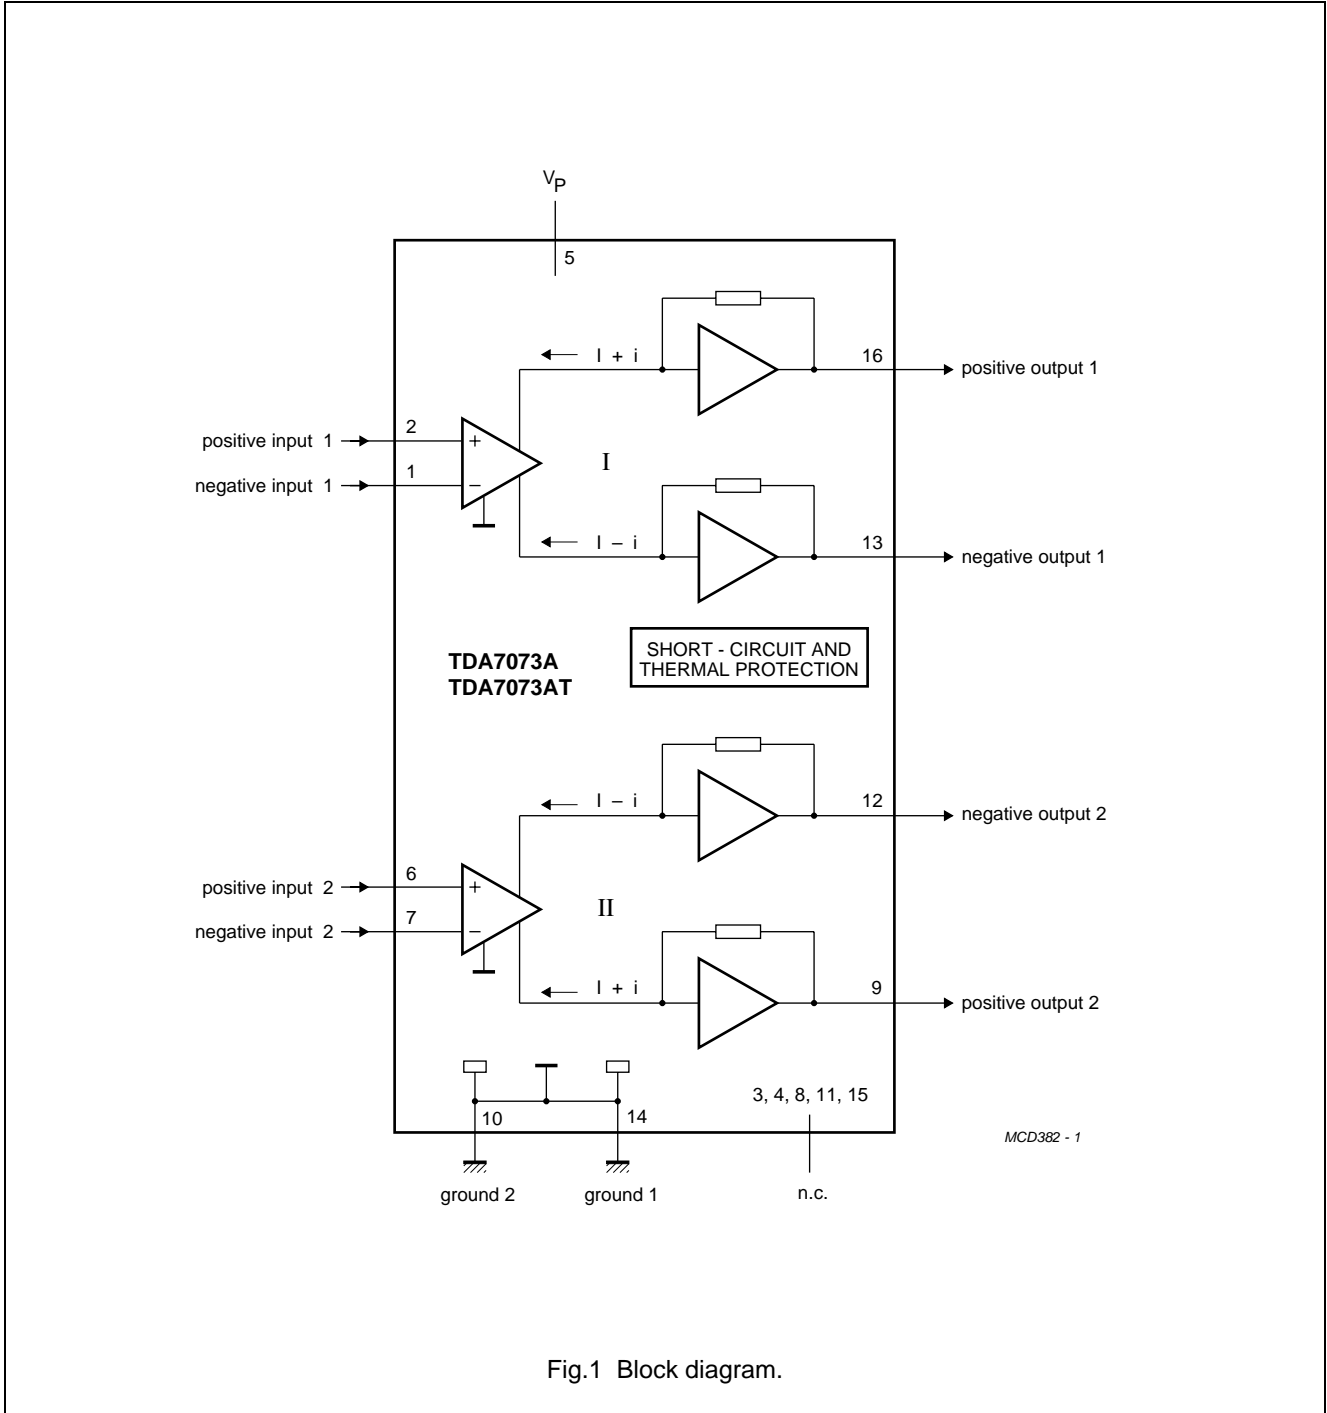 VP
5
I + i
16
positive output 1
positive input 1
2
+
I
negative input 1
1
−
I − i
13
negative output 1
TDA7073A
TDA7073AT
SHORT - CIRCUIT AND
THERMAL PROTECTION
I − i
12
negative output 2
positive input 2
6
+
II
negative input 2
7
−
I + i
9
positive output 2
3, 4, 8, 11, 15
10
14
MCD382 - 1
ground 2
ground 1
n.c.
Fig.1 Block diagram.